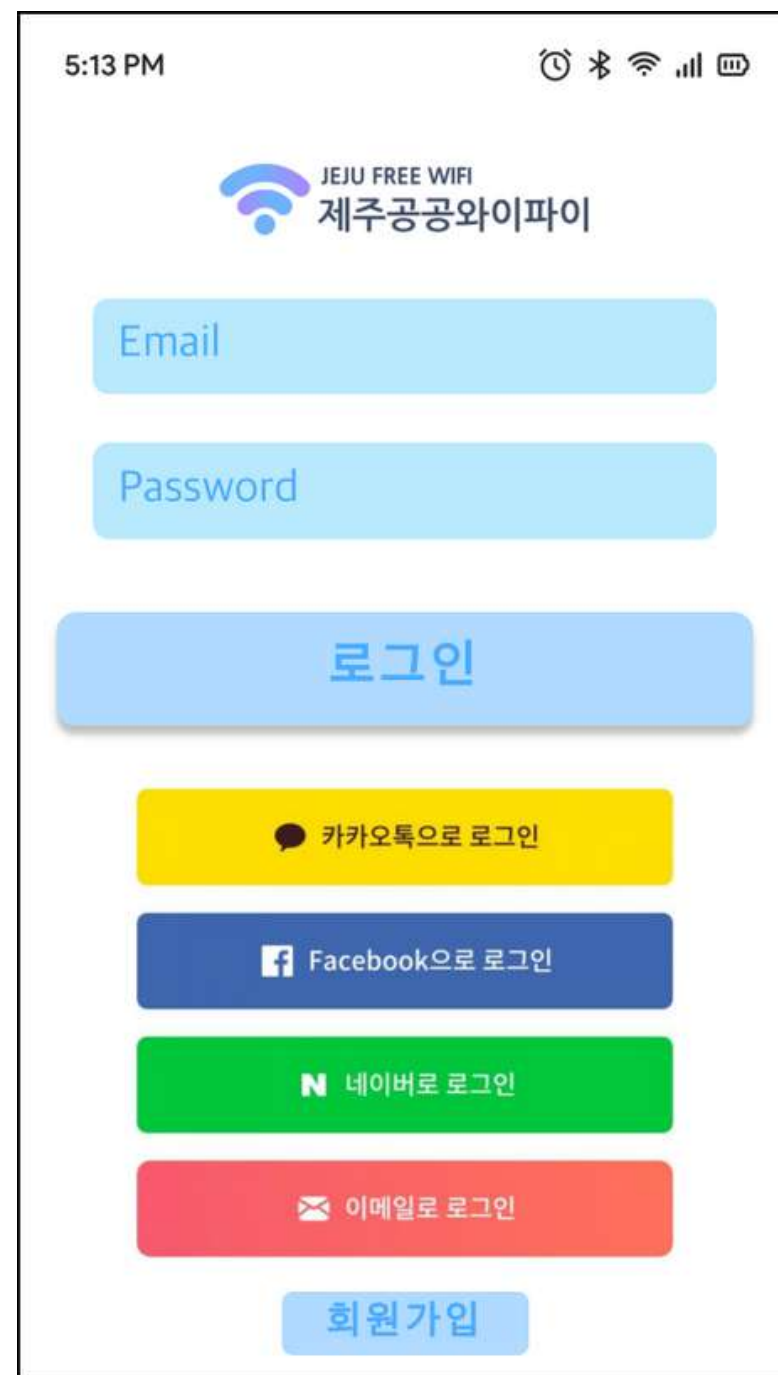 5:13 PM
JEJU FREE WIFI
제주공공와이파이
Email
Password
로그인
카카오톡으로 로그인
Facebook으로 로그인
N 네이버로 로그인
이메일로 로그인
회원가입